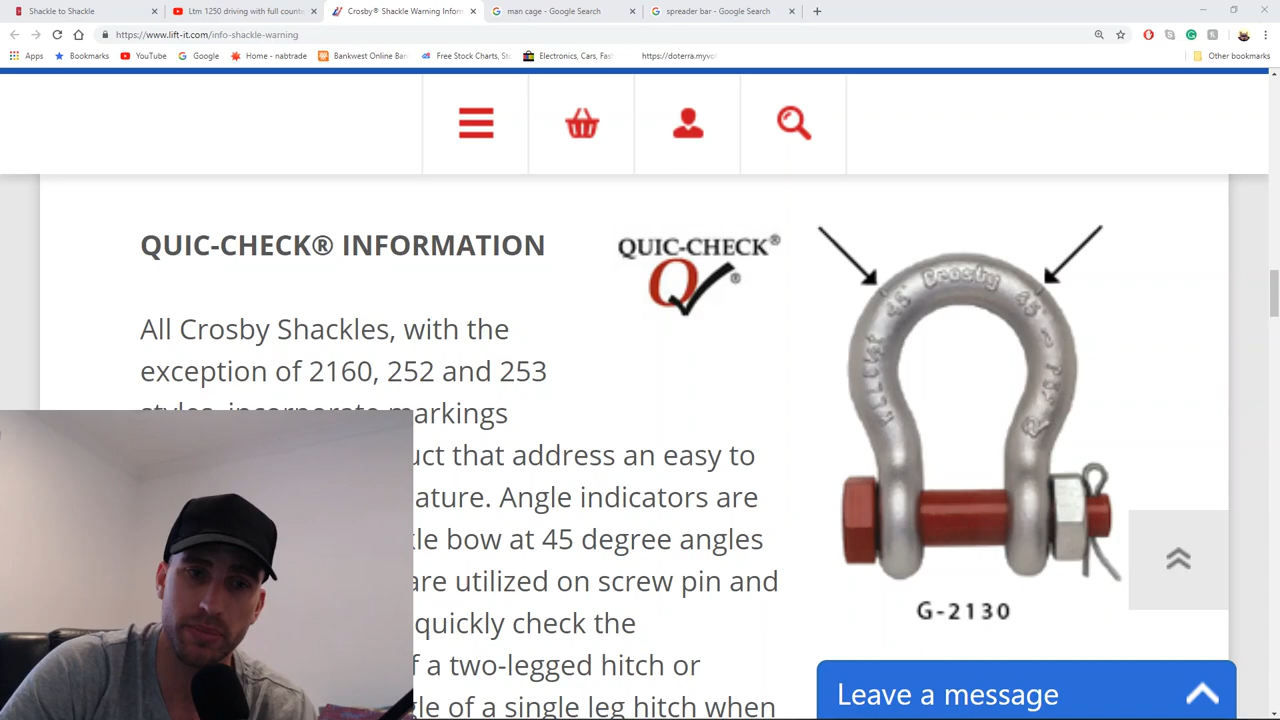 Shackle to Shackle
Ltm 1250 driving with full count
Crosby® Shackle Warning Inform
man cage - Google Search
spreader bar - Google Search
https://www.lift-it.com/info-shackle-warning
Apps
Bookmarks
YouTube
Google
Home - nabtrade
Bankwest Online Ban
Free Stock Charts, St
Electronics, Cars, Fash
https://doterra.myvo
Other bookmarks
QUIC-CHECK® INFORMATION
QUIC-CHECK®
Q®
All Crosby Shackles, with the
exception of 2160, 252 and 253
styles, incorporate markings
uct that address an easy to
ature. Angle indicators are
kle bow at 45 degree angles
are utilized on screw pin and
quickly check the
f a two-legged hitch or
gle of a single leg hitch when
45° Crosby 45
G-2130
Leave a message